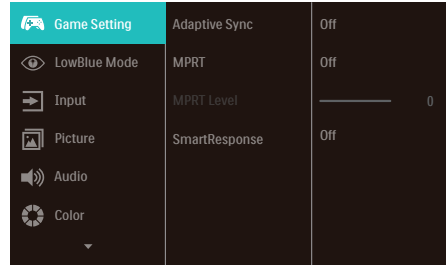 Game Setting
Adaptive Sync
Off
LowBlue Mode
MPRT
Off
Input
MPRT Level
0
Picture
SmartResponse
Off
Audio
Color